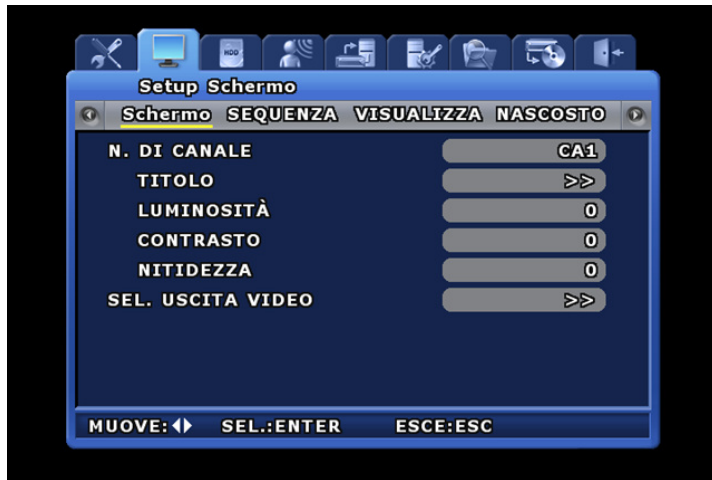 HDD
Setup Schermo
Schermo SEQUENZA VISUALIZZA NASCOSTO
N. DI CANALE CA1
TITOLO >>
LUMINOSITÀ 0
CONTRASTO 0
NITIDEZZA 0
SEL. USCITA VIDEO >>
MUOVE: SEL.:ENTER ESCE:ESC